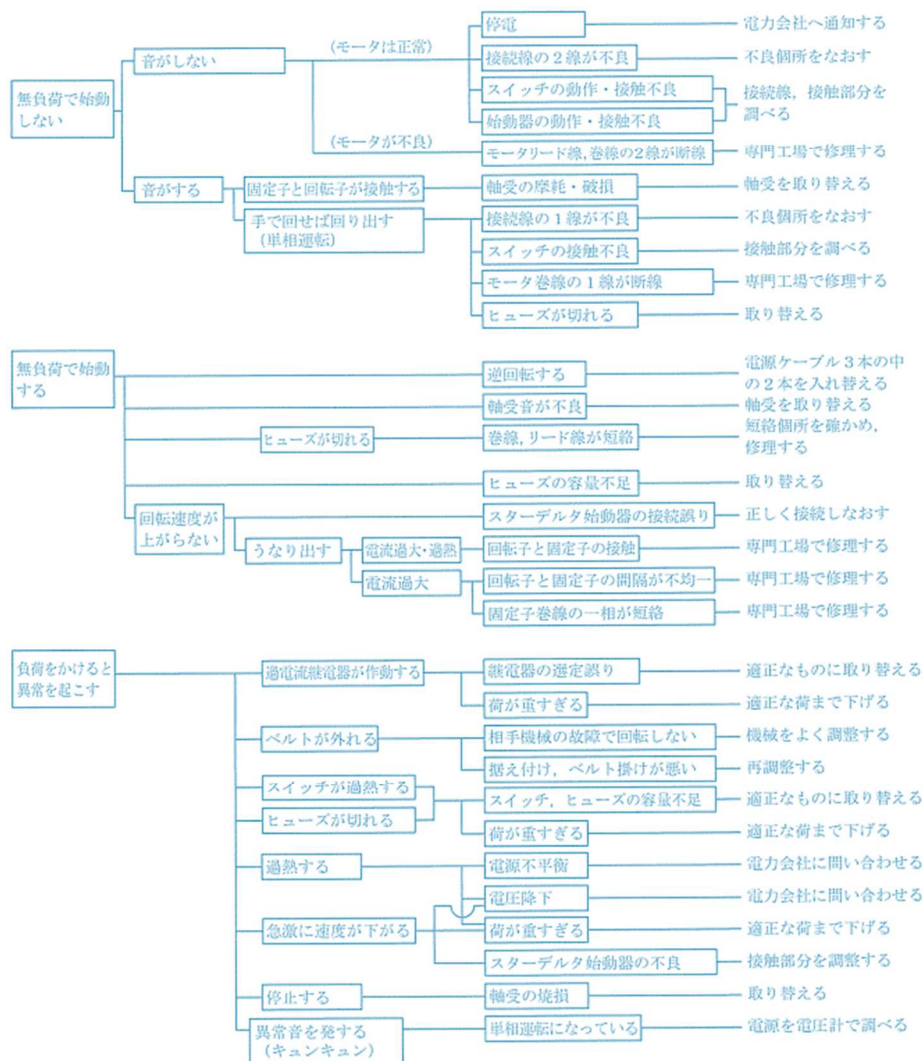 無負荷で始動
しない
音がしない
(モータは正常)
停電
電力会社へ通知する
接続線の2線が不良
不良個所をなおす
スイッチの動作・接触不良
始動器の動作・接触不良
接続線，接触部分を
調べる
(モータが不良)
モータリード線，巻線の2線が断線
専門工場で修理する
音がする
固定子と回転子が接触する
軸受の摩耗・破損
軸受を取り替える
手で回せば回り出す
(単相運転)
接続線の1線が不良
不良個所をなおす
スイッチの接触不良
接触部分を調べる
モータ巻線の1線が断線
専門工場で修理する
ヒューズが切れる
取り替える
無負荷で始動
する
逆回転する
電源ケーブル3本の中
の2本を入れ替える
軸受音が不良
軸受を取り替える
ヒューズが切れる
巻線，リード線が短絡
短絡個所を確かめ，
修理する
ヒューズの容量不足
取り替える
回転速度が
上がらない
スターデルタ始動器の接続誤り
正しく接続しなおす
うなり出す
電流過大・過熱
回転子と固定子の接触
専門工場で修理する
電流過大
回転子と固定子の間隔が不均一
専門工場で修理する
固定子巻線の一相が短絡
専門工場で修理する
負荷をかけると
異常を起こす
過電流継電器が作動する
継電器の選定誤り
適正なものに取り替える
荷が重すぎる
適正な荷まで下げる
ベルトが外れる
相手機械の故障で回転しない
機械をよく調整する
据え付け，ベルト掛けが悪い
再調整する
スイッチが過熱する
ヒューズが切れる
スイッチ，ヒューズの容量不足
適正なものに取り替える
荷が重すぎる
適正な荷まで下げる
過熱する
電源不平衡
電力会社に問い合わせる
電圧降下
電力会社に問い合わせる
急激に速度が下がる
荷が重すぎる
適正な荷まで下げる
スターデルタ始動器の不良
接触部分を調整する
停止する
軸受の焼損
取り替える
異常音を発する
(キュンキュン)
単相運転になっている
電源を電圧計で調べる